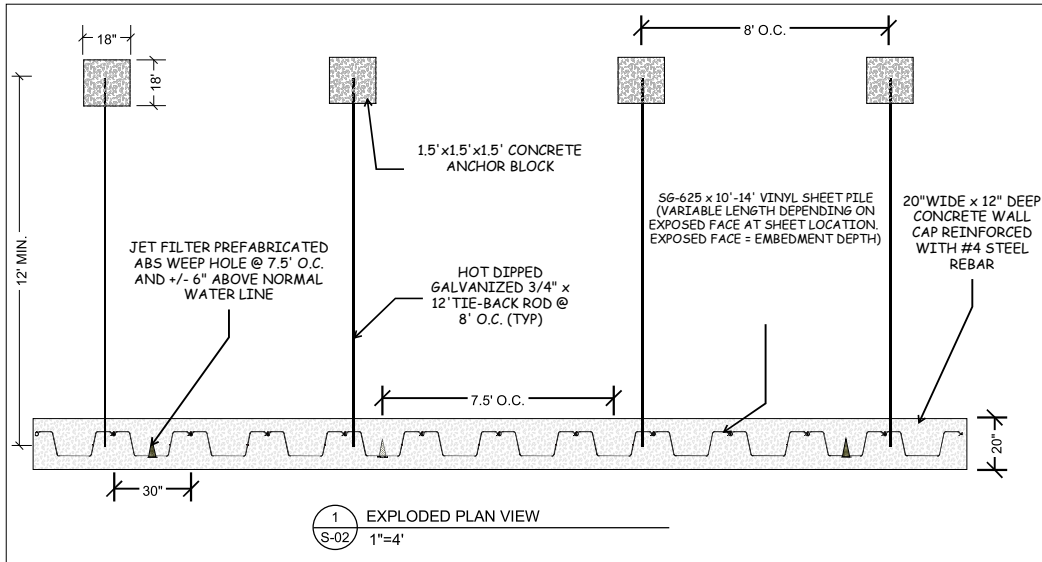 18"
8' O.C.
18'
1.5'x1.5'x1.5' CONCRETE
ANCHOR BLOCK
SG-625 x 10'-14' VINYL SHEET PILE
(VARIABLE LENGTH DEPENDING ON
EXPOSED FACE AT SHEET LOCATION.
EXPOSED FACE = EMBEDMENT DEPTH)
20"WIDE x 12" DEEP
CONCRETE WALL
CAP REINFORCED
WITH #4 STEEL
REBAR
12' MIN.
JET FILTER PREFABRICATED
ABS WEEP HOLE @ 7.5' O.C.
AND +/- 6" ABOVE NORMAL
WATER LINE
HOT DIPPED
GALVANIZED 3/4" x
12'TIE-BACK ROD @
8' O.C. (TYP)
7.5' O.C.
20"
30"
1
S-02
EXPLODED PLAN VIEW
1"=4'